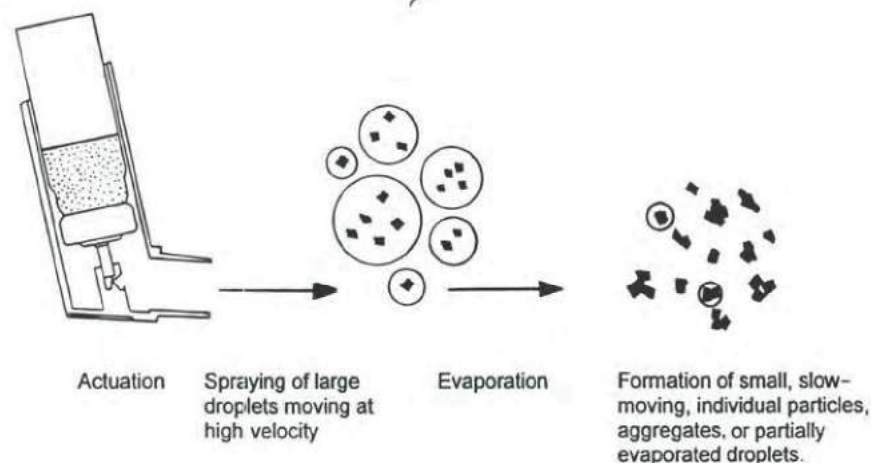 Actuation
Spraying of large
droplets moving at
high velocity
Evaporation
Formation of small, slow-
moving, individual particles,
aggregates, or partially
evaporated droplets.